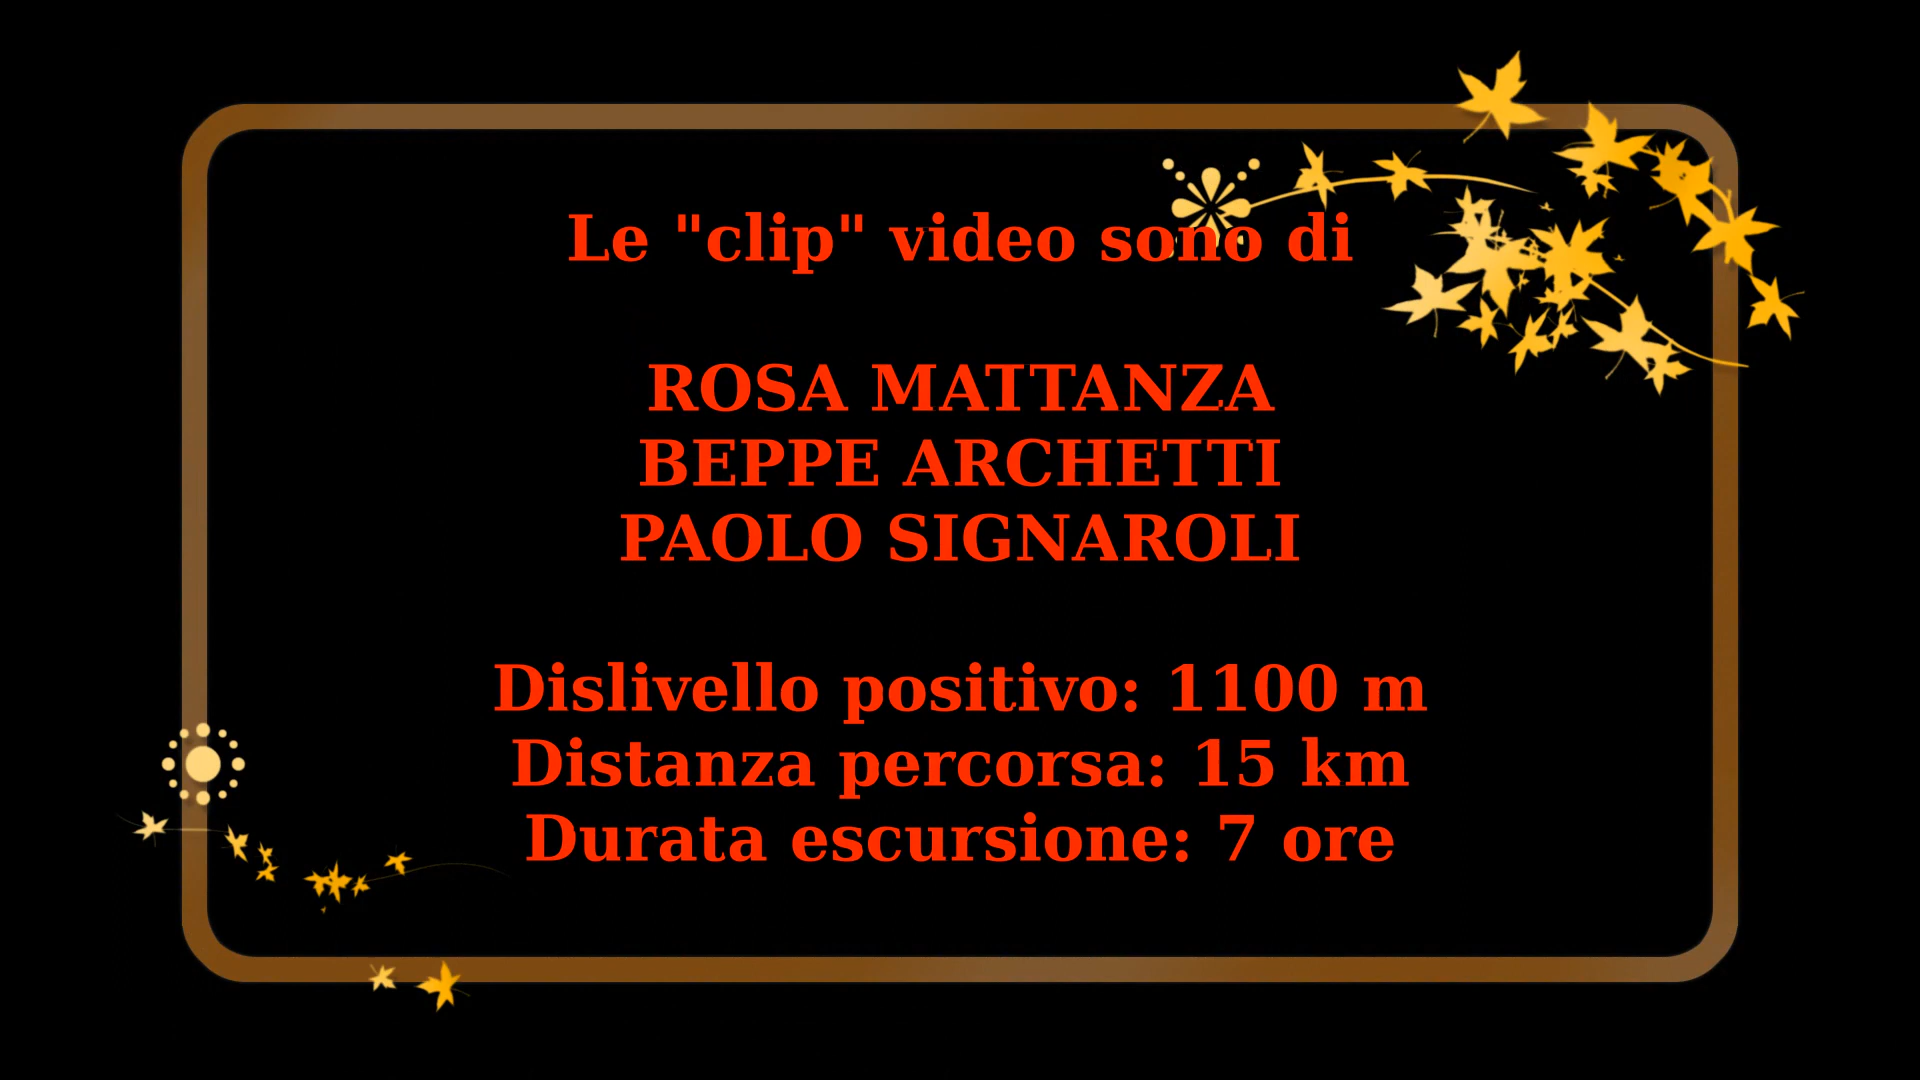 Le "clip" video sono di
ROSA MATTANZA
BEPPE ARCHETTI
PAOLO SIGNAROLI
Dislivello positivo: 1100 m
Distanza percorsa: 15 km
Durata escursione: 7 ore